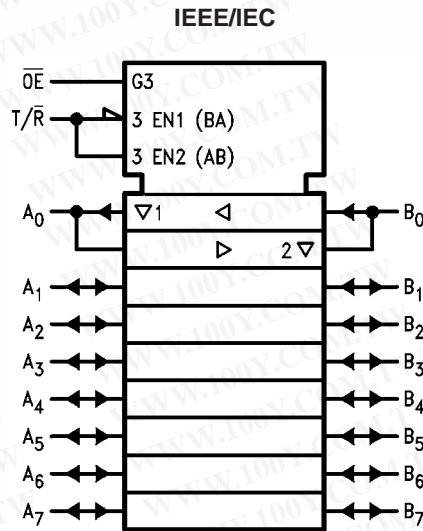 IEEE/IEC
O̅E̅ G3
T/R̅ 3 EN1 (BA)
3 EN2 (AB)
A0 ▽1 ◁ B0
▷ 2 ▽
A1 B1
A2 B2
A3 B3
A4 B4
A5 B5
A6 B6
A7 B7
WWW.100Y.COM.TW